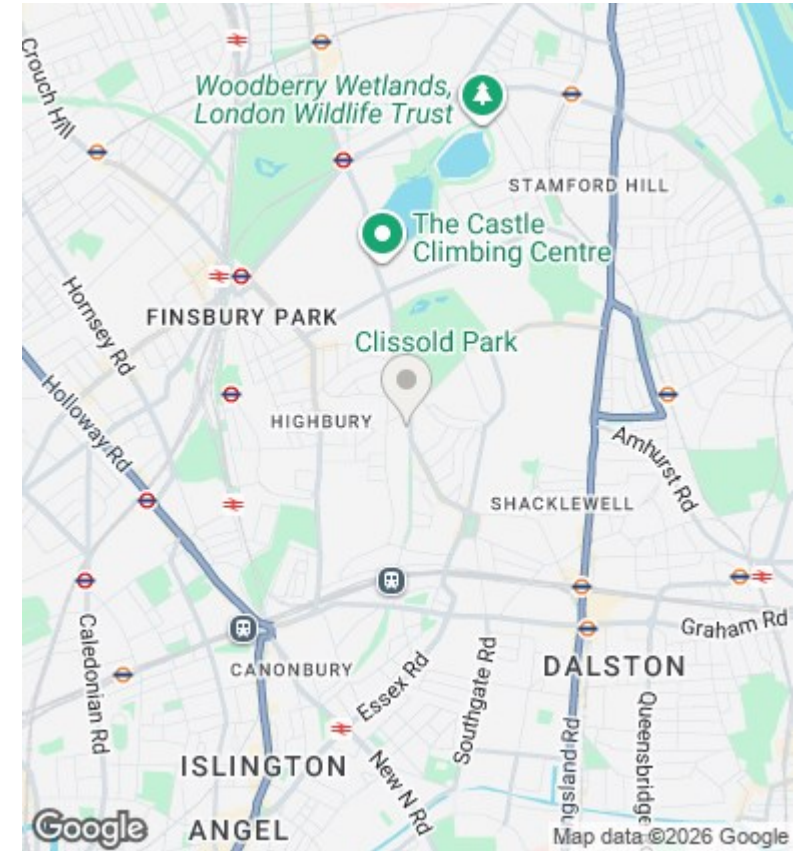 Crouch Hill
Woodberry Wetlands,
London Wildlife Trust
STAMFORD HILL
The Castle
Climbing Centre
Hornsey Rd
FINSBURY PARK
Clissold Park
Holloway Rd
HIGHBURY
Amhurst Rd
SHACKLEWELL
Caledonian Rd
CANONBURY
Essex Rd
Southgate Rd
Graham Rd
DALSTON
Queensbridge
ngsland Rd
ISLINGTON
New N Rd
ANGEL
Google
Map data ©2026 Google